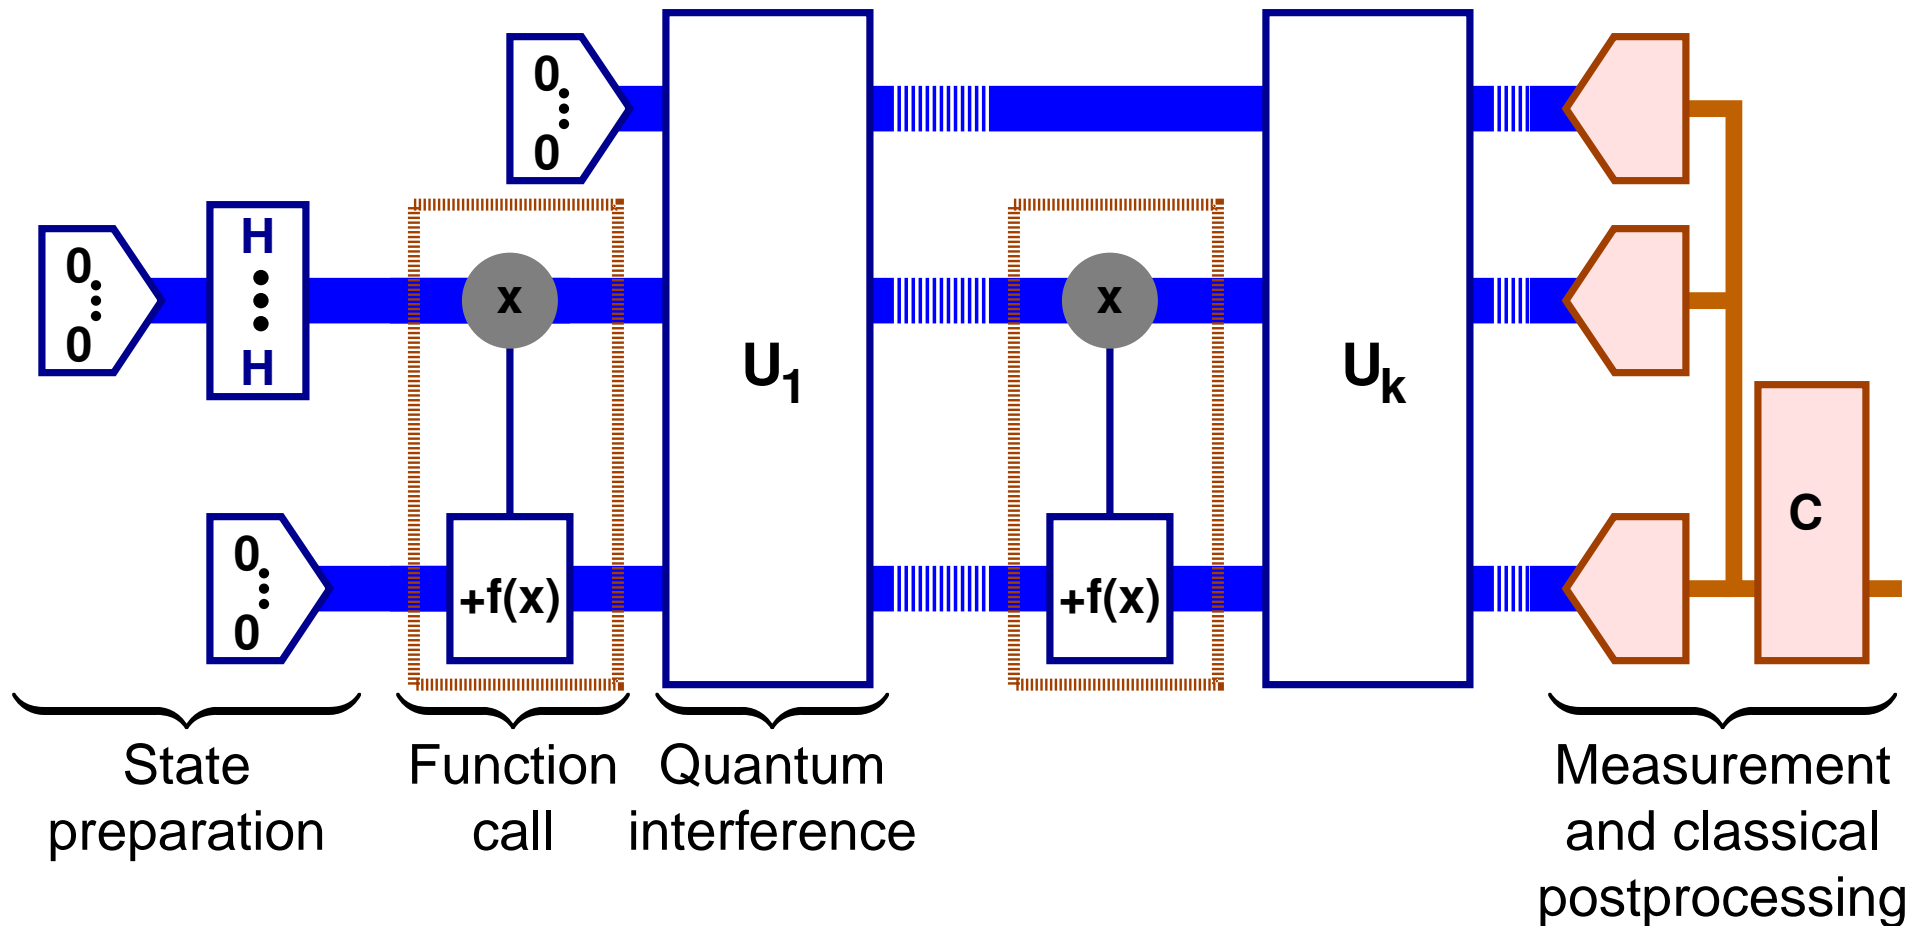 0
0
0
0
H
H
x
U1
x
Uk
0
0
+f(x)
+f(x)
C
State
preparation
Function
call
Quantum
interference
Measurement
and classical
postprocessing